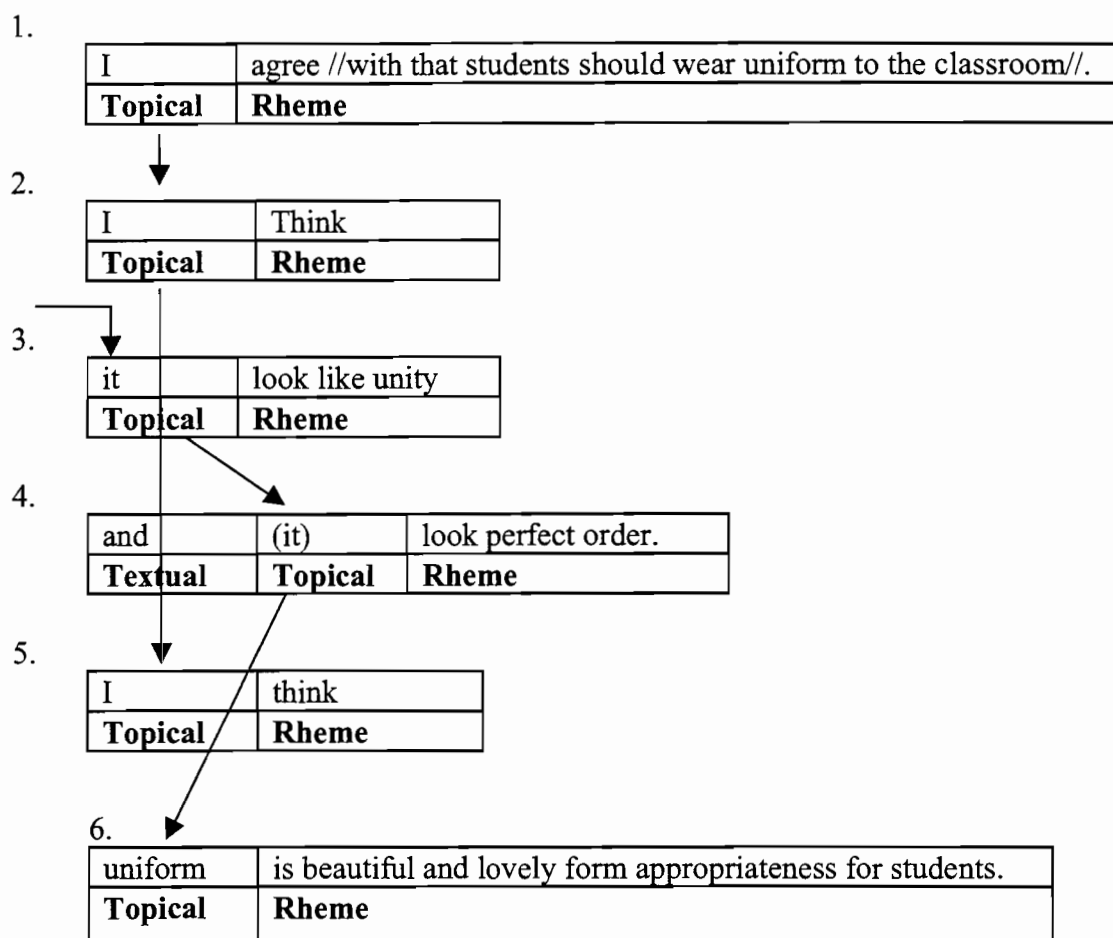 1.
I agree //with that students should wear uniform to the classroom//.
Topical Rheme
2.
I Think
Topical Rheme
3.
it look like unity
Topical Rheme
4.
and (it) look perfect order.
Textual Topical Rheme
5.
I think
Topical Rheme
6.
uniform is beautiful and lovely form appropriateness for students.
Topical Rheme